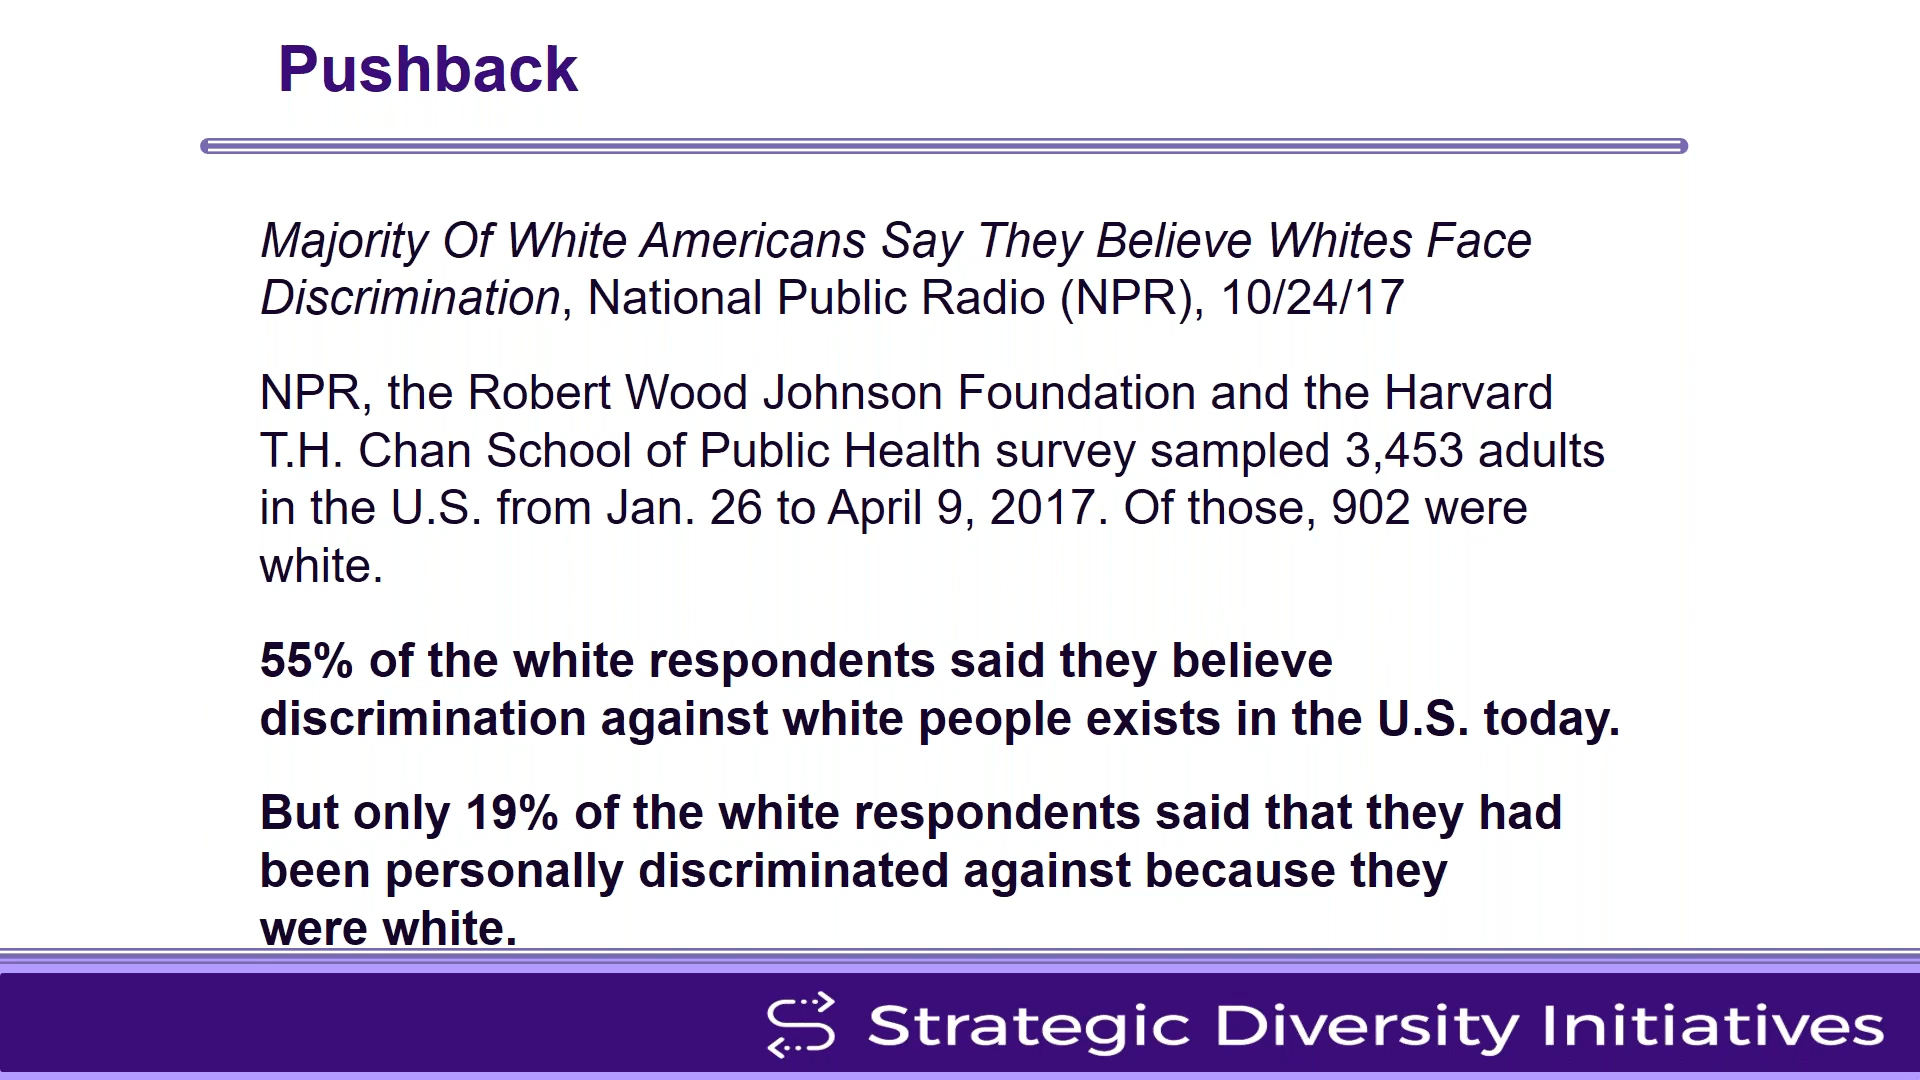 Pushback
Majority Of White Americans Say They Believe Whites Face
Discrimination, National Public Radio (NPR), 10/24/17
NPR, the Robert Wood Johnson Foundation and the Harvard
T.H. Chan School of Public Health survey sampled 3,453 adults
in the U.S. from Jan. 26 to April 9, 2017. Of those, 902 were
white.
55% of the white respondents said they believe
discrimination against white people exists in the U.S. today.
But only 19% of the white respondents said that they had
been personally discriminated against because they
were white.
Strategic Diversity Initiatives